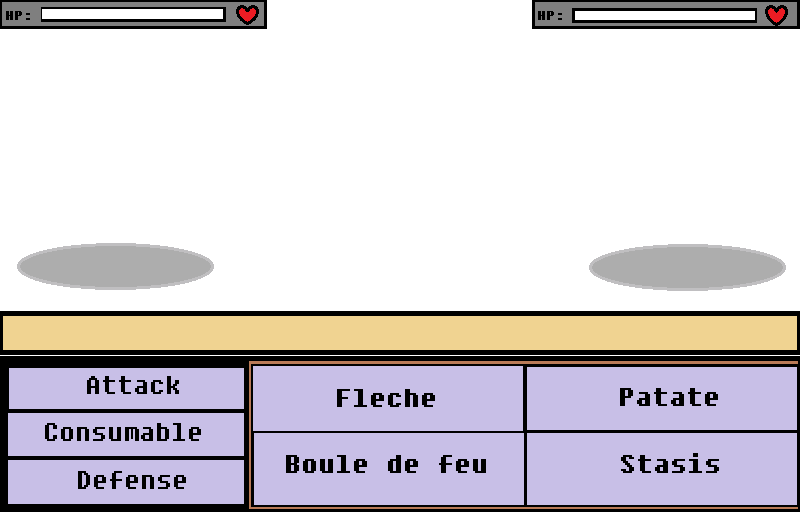 HP:
HP:
Attack
Consumable
Defense
Fleche
Patate
Boule de feu
Stasis